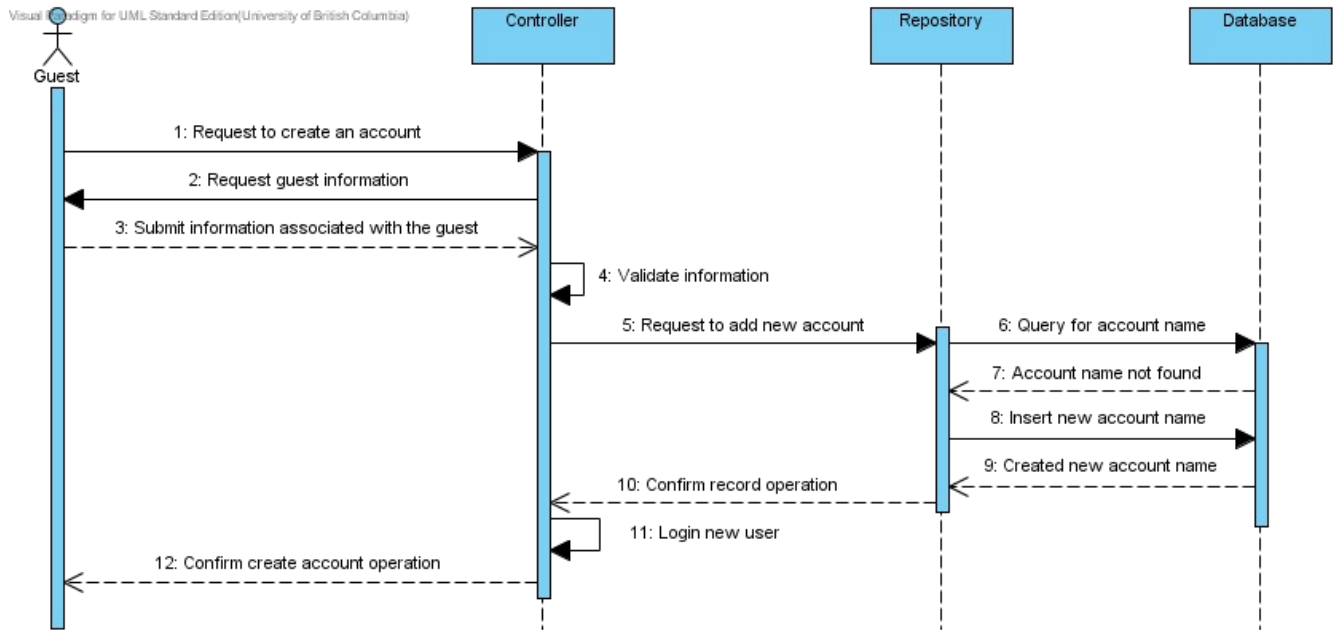 Visual Paradigm for UML Standard Edition(University of British Columbia)
Controller
Repository
Database
Guest
1: Request to create an account
2: Request guest information
3: Submit information associated with the guest
4: Validate information
5: Request to add new account
6: Query for account name
7: Account name not found
8: Insert new account name
9: Created new account name
10: Confirm record operation
11: Login new user
12: Confirm create account operation